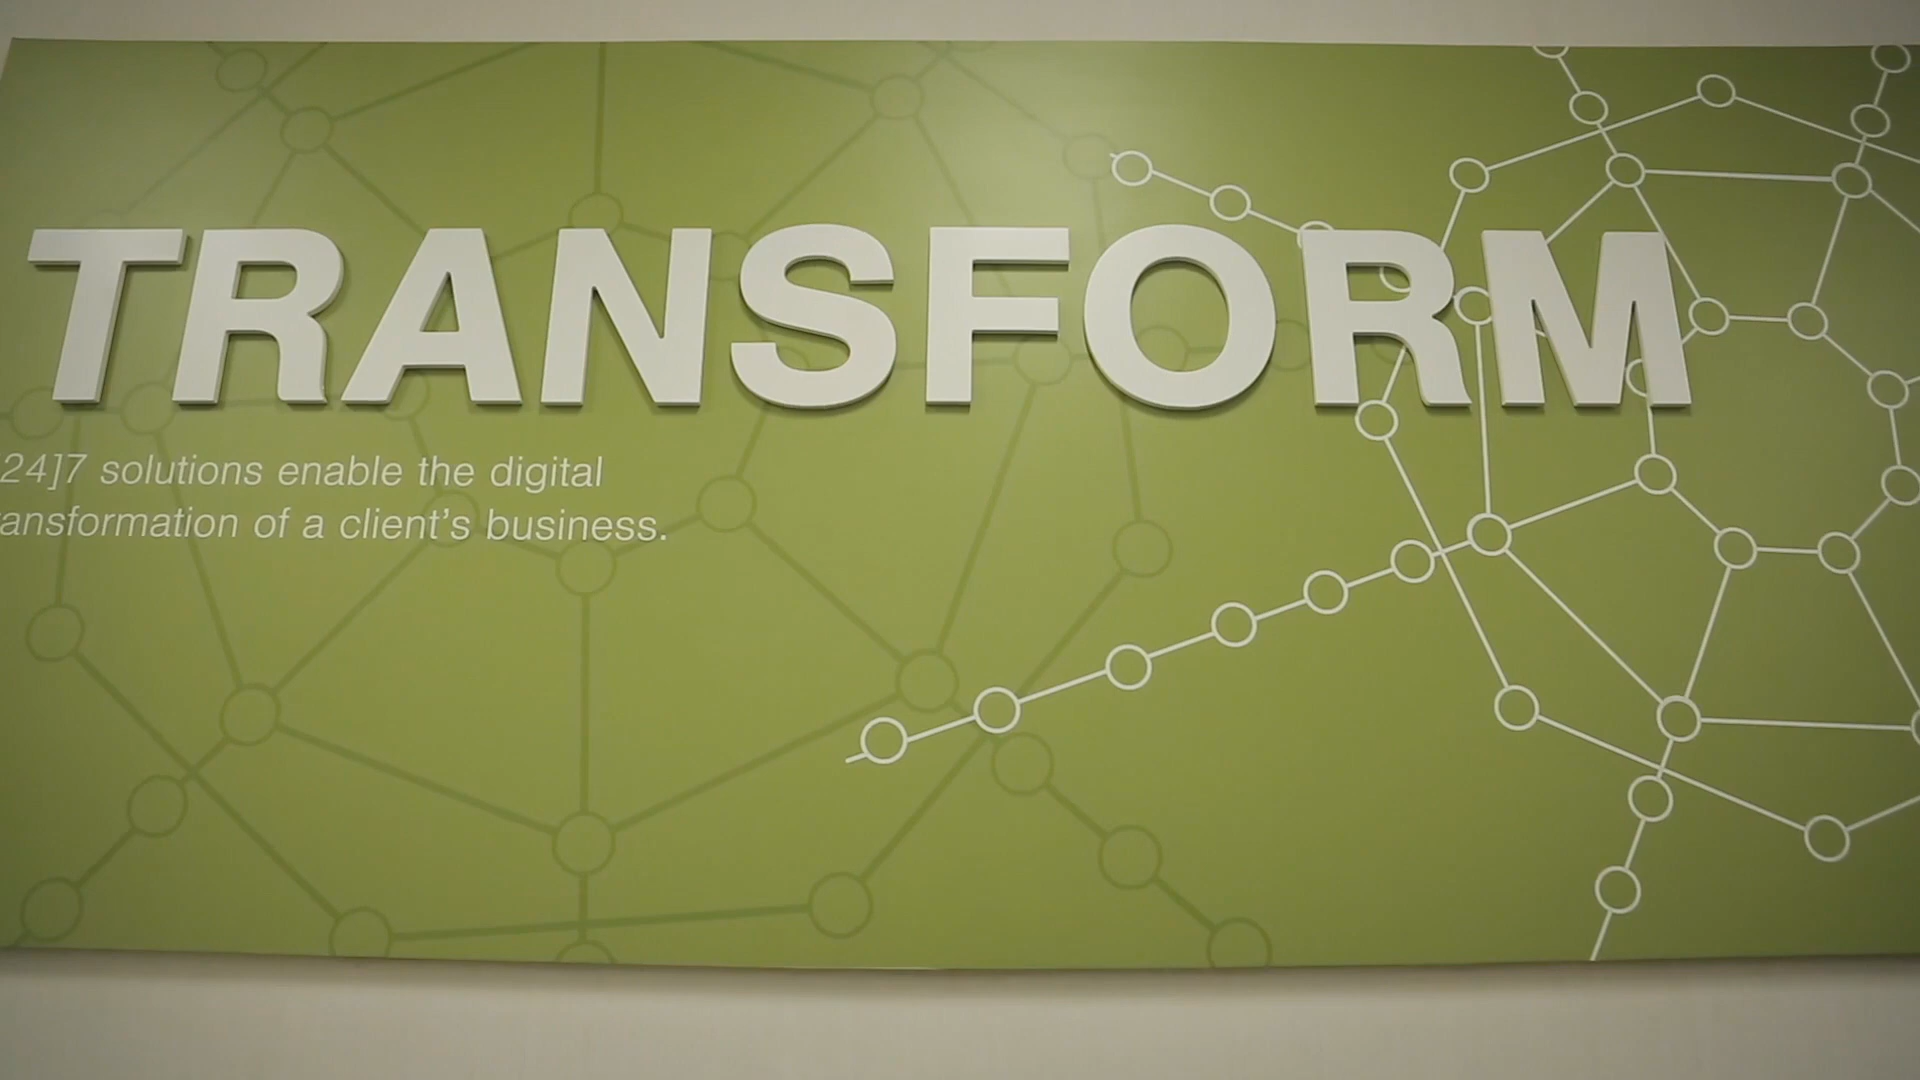 TRANSFORM
24]7 solutions enable the digital
ansformation of a client's business.